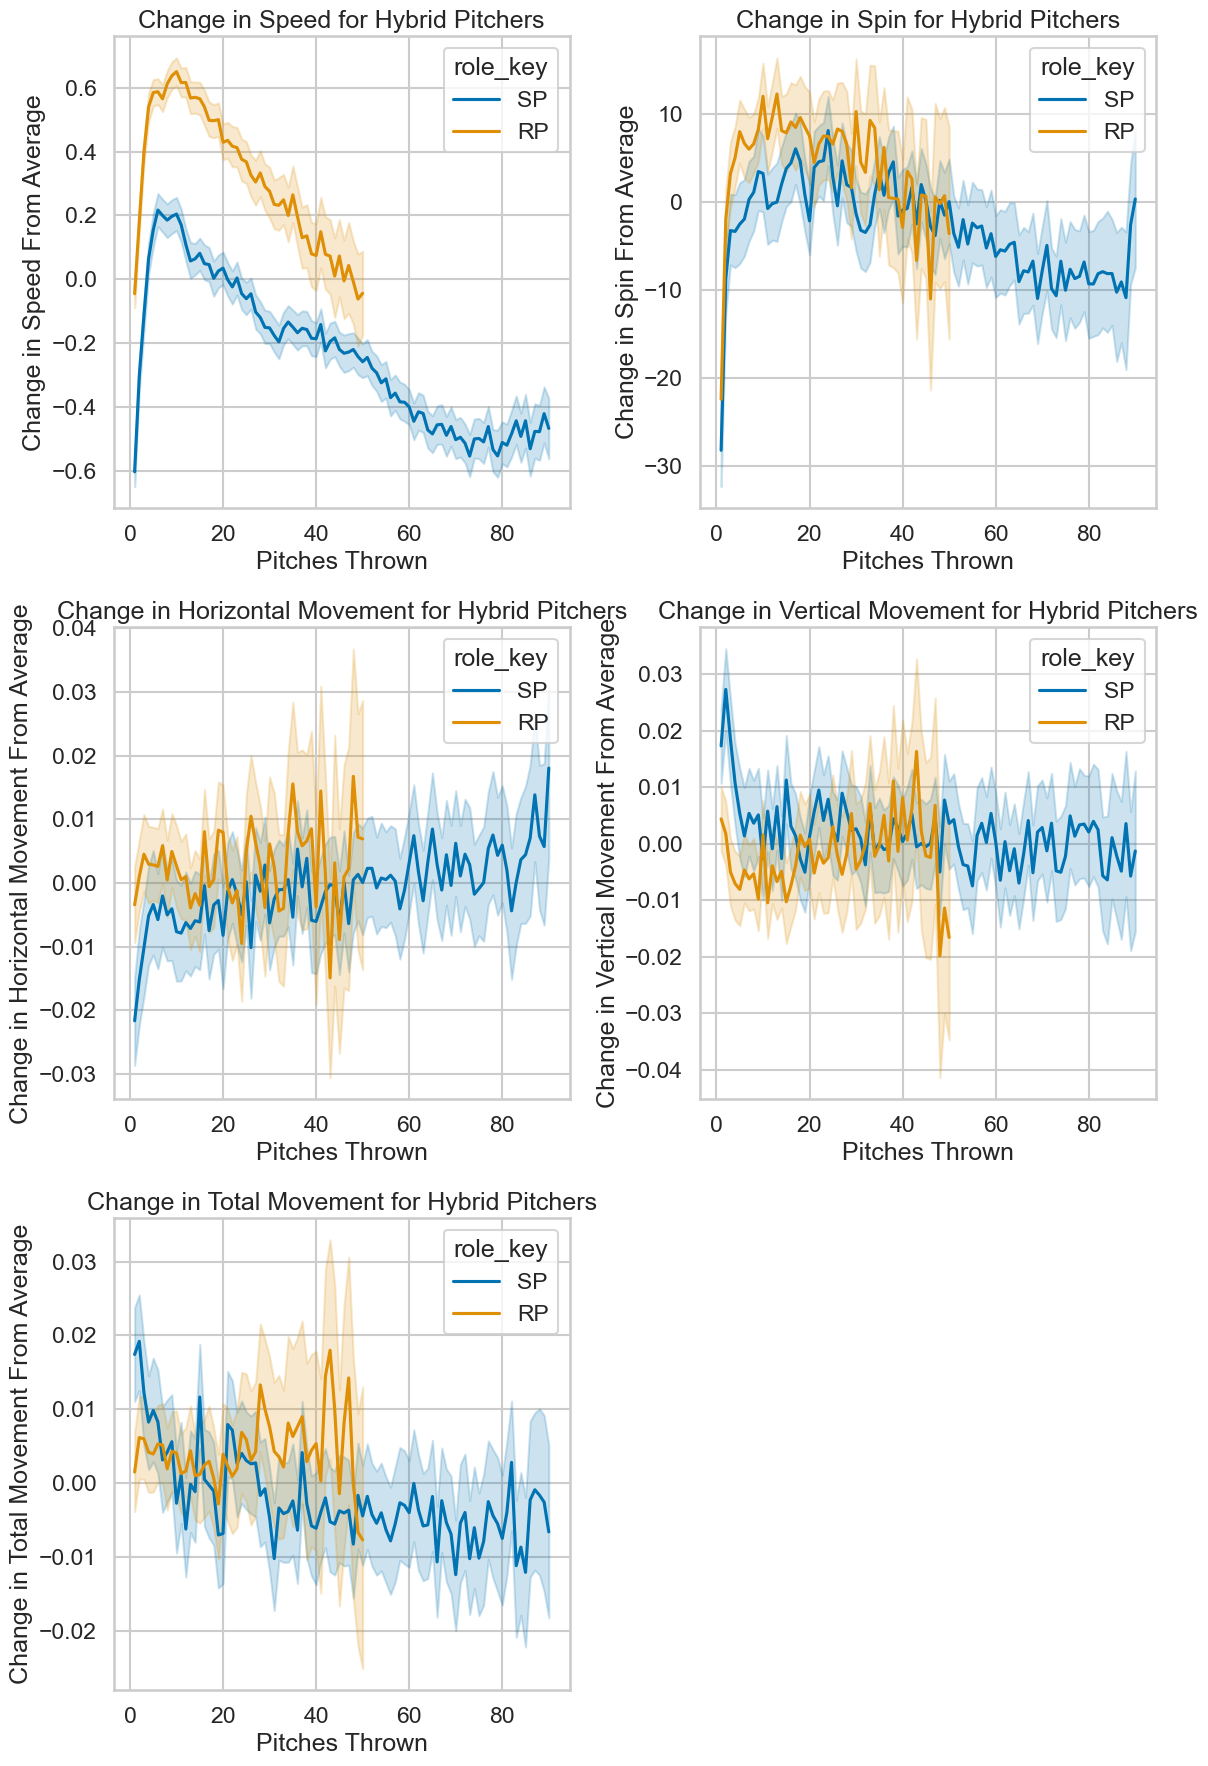 Change in Speed for Hybrid Pitchers
Change in Speed From Average
0.6
0.4
0.2
0.0
−0.2
−0.4
−0.6
0 20 40 60 80
Pitches Thrown
role_key
SP
RP
Change in Spin for Hybrid Pitchers
Change in Spin From Average
10
0
−10
−20
−30
0 20 40 60 80
Pitches Thrown
role_key
SP
RP
Change in Horizontal Movement for Hybrid Pitchers
Change in Horizontal Movement From Average
0.04
0.03
0.02
0.01
0.00
−0.01
−0.02
−0.03
0 20 40 60 80
Pitches Thrown
role_key
SP
RP
Change in Vertical Movement for Hybrid Pitchers
Change in Vertical Movement From Average
0.03
0.02
0.01
0.00
−0.01
−0.02
−0.03
−0.04
0 20 40 60 80
Pitches Thrown
role_key
SP
RP
Change in Total Movement for Hybrid Pitchers
Change in Total Movement From Average
0.03
0.02
0.01
0.00
−0.01
−0.02
0 20 40 60 80
Pitches Thrown
role_key
SP
RP